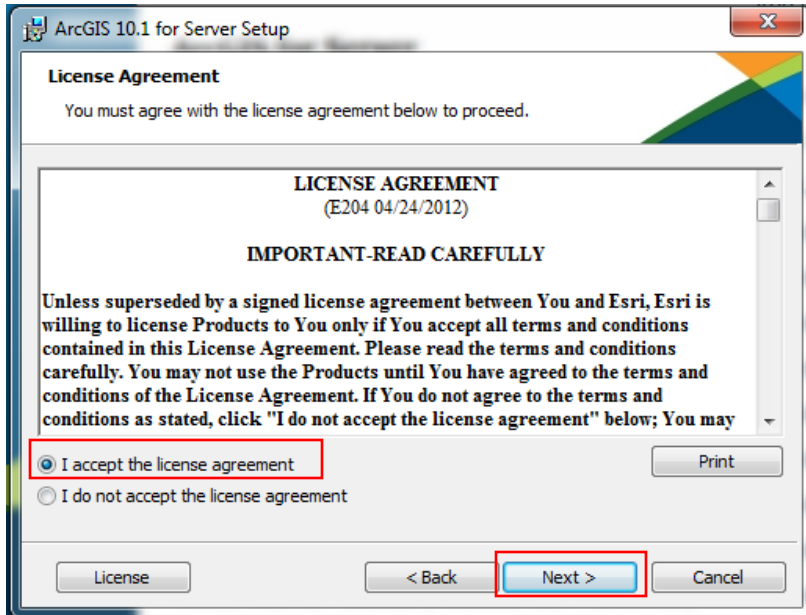 ArcGIS 10.1 for Server Setup
License Agreement
You must agree with the license agreement below to proceed.
LICENSE AGREEMENT
(E204 04/24/2012)
IMPORTANT-READ CAREFULLY
Unless superseded by a signed license agreement between You and Esri, Esri is
willing to license Products to You only if You accept all terms and conditions
contained in this License Agreement. Please read the terms and conditions
carefully. You may not use the Products until You have agreed to the terms and
conditions of the License Agreement. If You do not agree to the terms and
conditions as stated, click "I do not accept the license agreement" below; You may
I accept the license agreement
Print
I do not accept the license agreement
License
< Back
Next >
Cancel